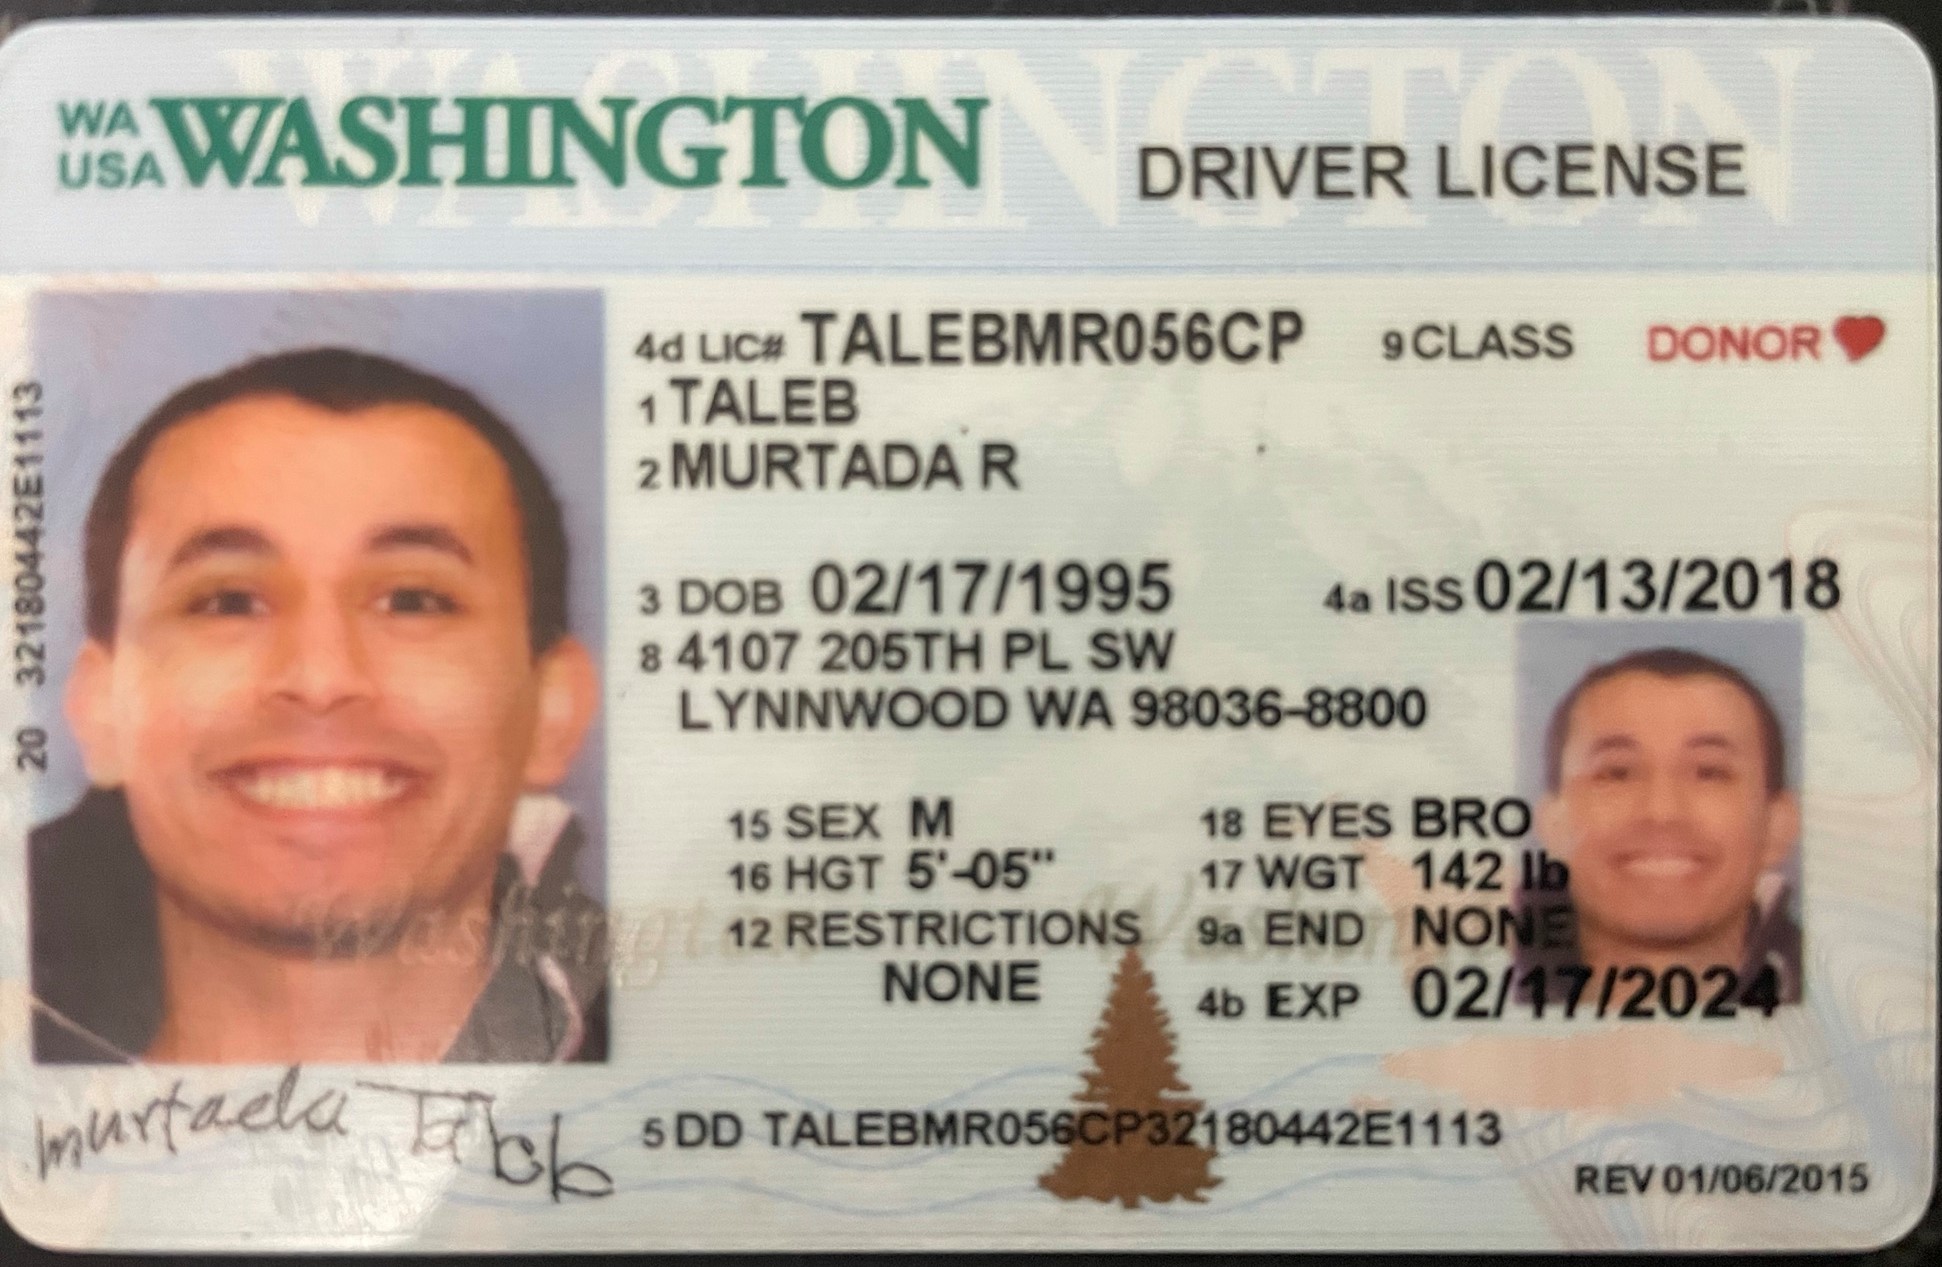 WA USA WASHINGTON DRIVER LICENSE
4d LIC# TALEBMR056CP 9 CLASS DONOR
1 TALEB
2 MURTADA R
3 DOB 02/17/1995 4a ISS 02/13/2018
8 4107 205TH PL SW
LYNNWOOD WA 98036-8800
15 SEX M 18 EYES BRO
16 HGT 5'-05" 17 WGT 142 lb
12 RESTRICTIONS 9a END NONE
NONE
4b EXP 02/17/2024
5 DD TALEBMR056CP32180442E1113
REV 01/06/2015
20 32180442E1113
Murtada Taleb
WASHINGTON
Washington
Washington